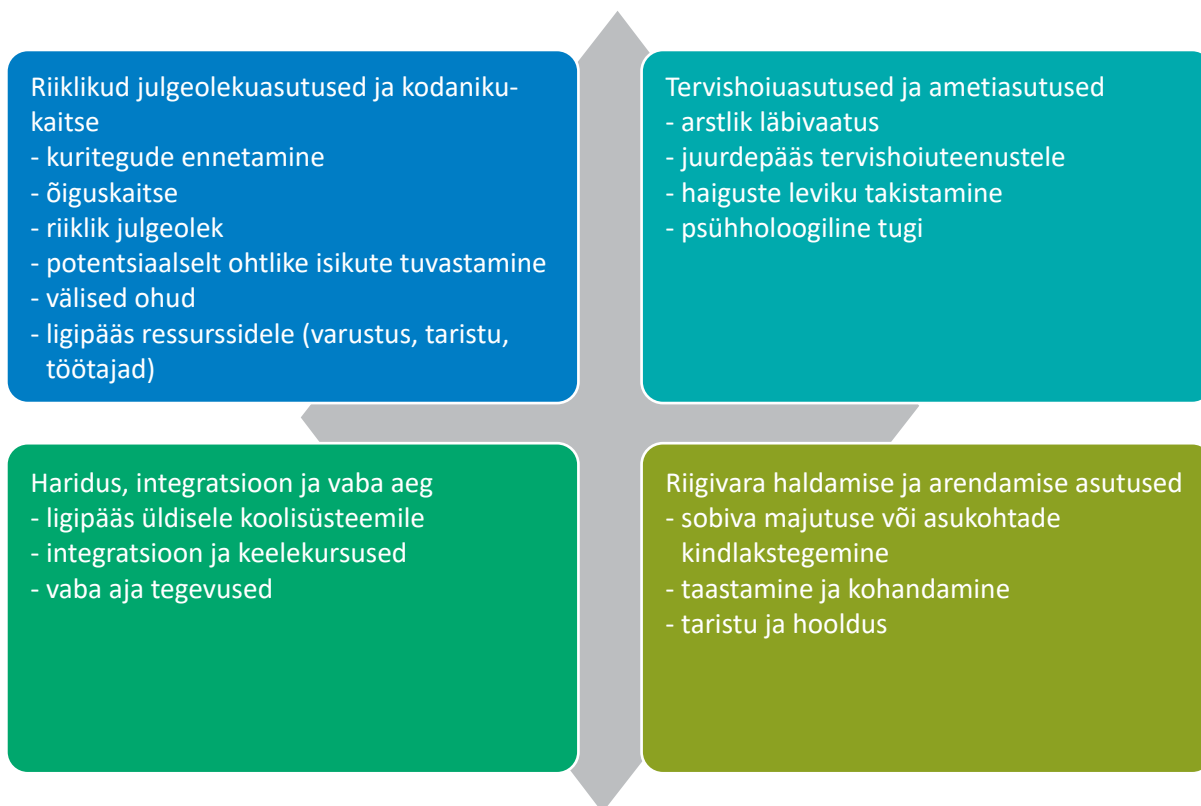 Riiklikud julgeolekuasutused ja kodaniku-
kaitse
- kuritegude ennetamine
- õiguskaitse
- riiklik julgeolek
- potentsiaalselt ohtlike isikute tuvastamine
- välised ohud
- ligipääs ressurssidele (varustus, taristu,
töötajad)
Tervishoiuasutused ja ametiasutused
- arstlik läbivaatus
- juurdepääs tervishoiuteenustele
- haiguste leviku takistamine
- psühholoogiline tugi
Haridus, integratsioon ja vaba aeg
- ligipääs üldisele koolisüsteemile
- integratsioon ja keelekursused
- vaba aja tegevused
Riigivara haldamise ja arendamise asutused
- sobiva majutuse või asukohtade
kindlakstegemine
- taastamine ja kohandamine
- taristu ja hooldus